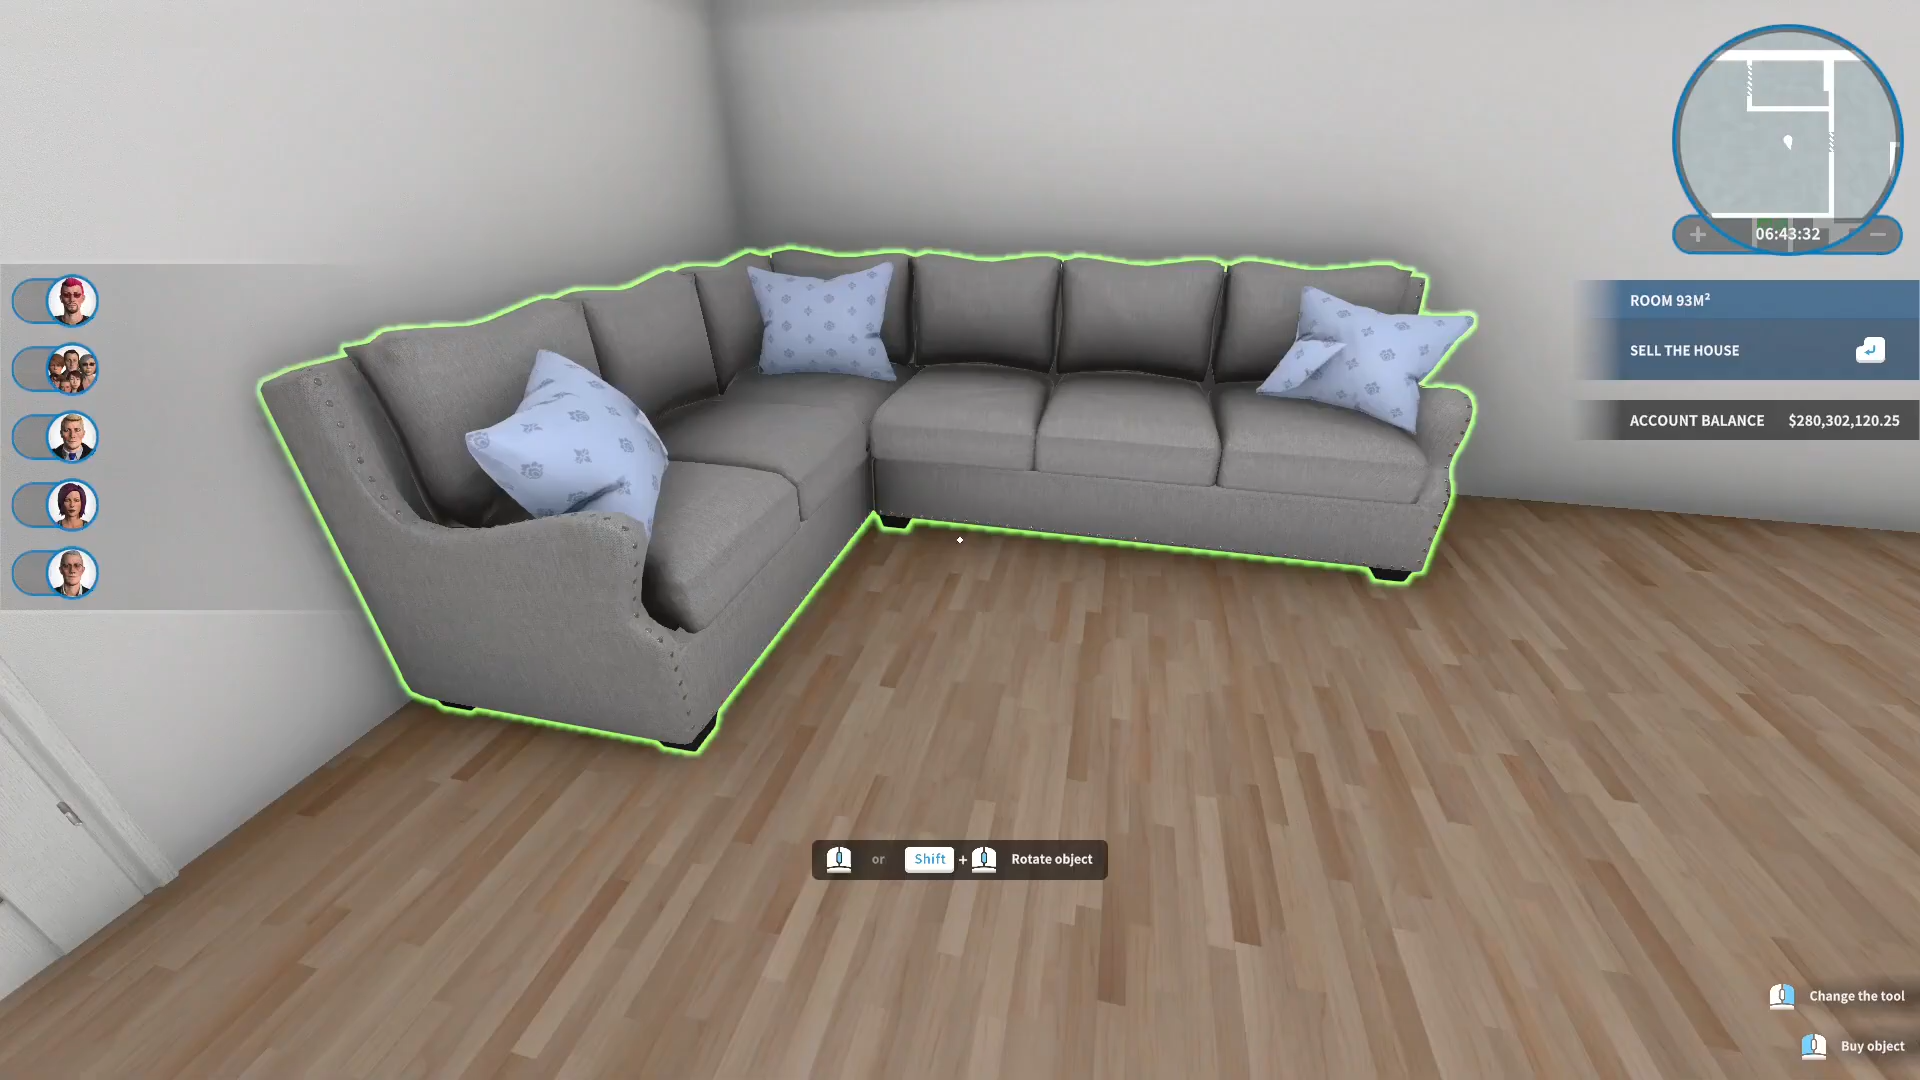 06:43:32
ROOM 93M²
SELL THE HOUSE
ACCOUNT BALANCE $280,302,120.25
or Shift + Rotate object
Change the tool
Buy object